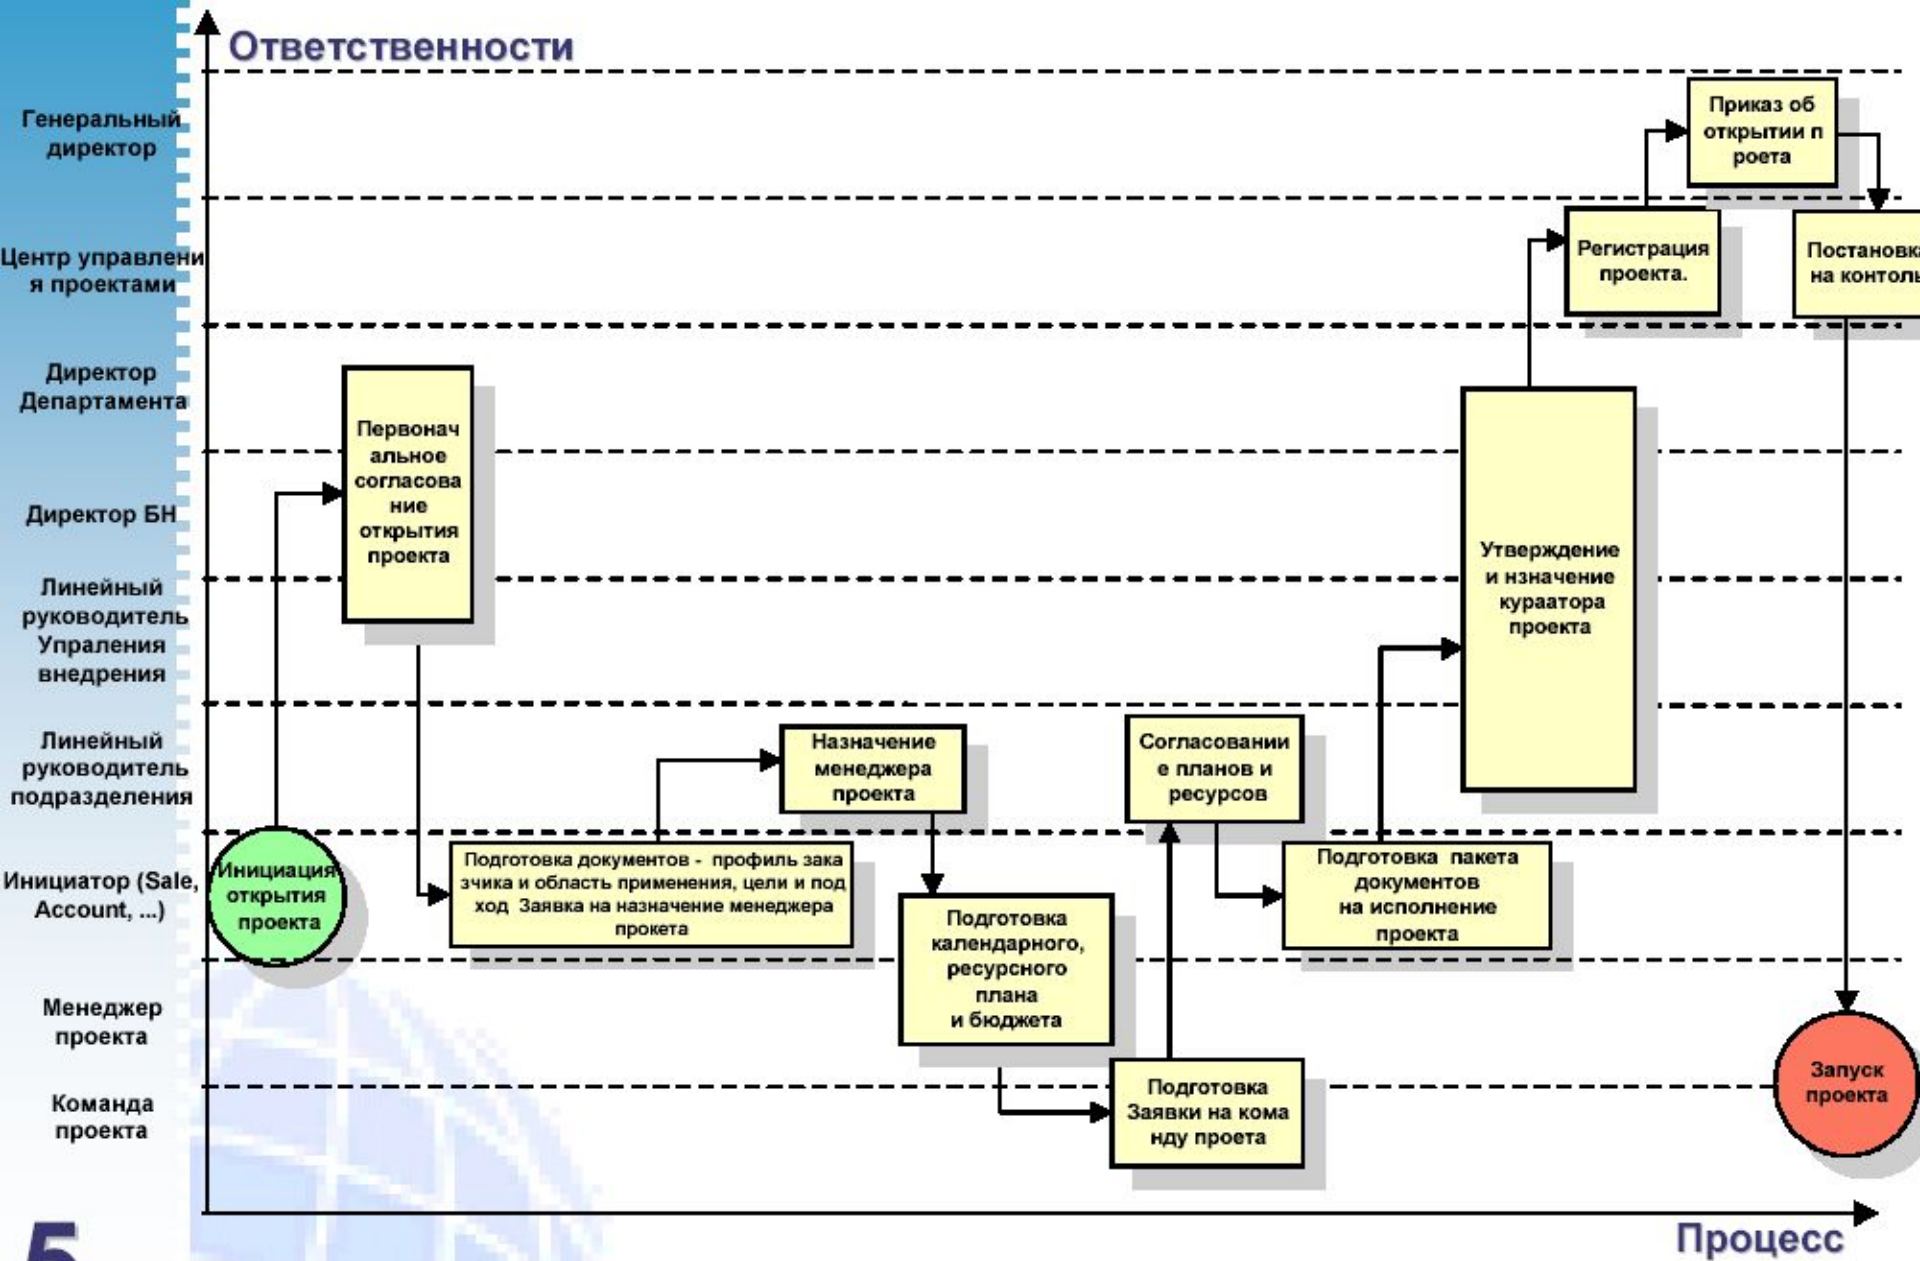 Ответственности
Генеральный
директор
Центр управлени
я проектами
Директор
Департамента
Директор БН
Линейный
руководитель
Упраления
внедрения
Линейный
руководитель
подразделения
Инициатор (Sale,
Account, ...)
Менеджер
проекта
Команда
проекта
Инициация
открытия
проекта
Первонач
альное
согласова
ние
открытия
проекта
Подготовка документов - профиль зака
зчика и область применения, цели и под
ход Заявка на назначение менеджера
прокета
Назначение
менеджера
проекта
Подготовка
календарного,
ресурсного
плана
и бюджета
Подготовка
Заявки на кома
нду проета
Согласовании
е планов и
ресурсов
Подготовка пакета
документов
на исполнение
проекта
Утверждение
и нзначение
кураатора
проекта
Регистрация
проекта.
Приказ об
открытии п
роета
Постановка
на контоль
Запуск
проекта
Процесс
5